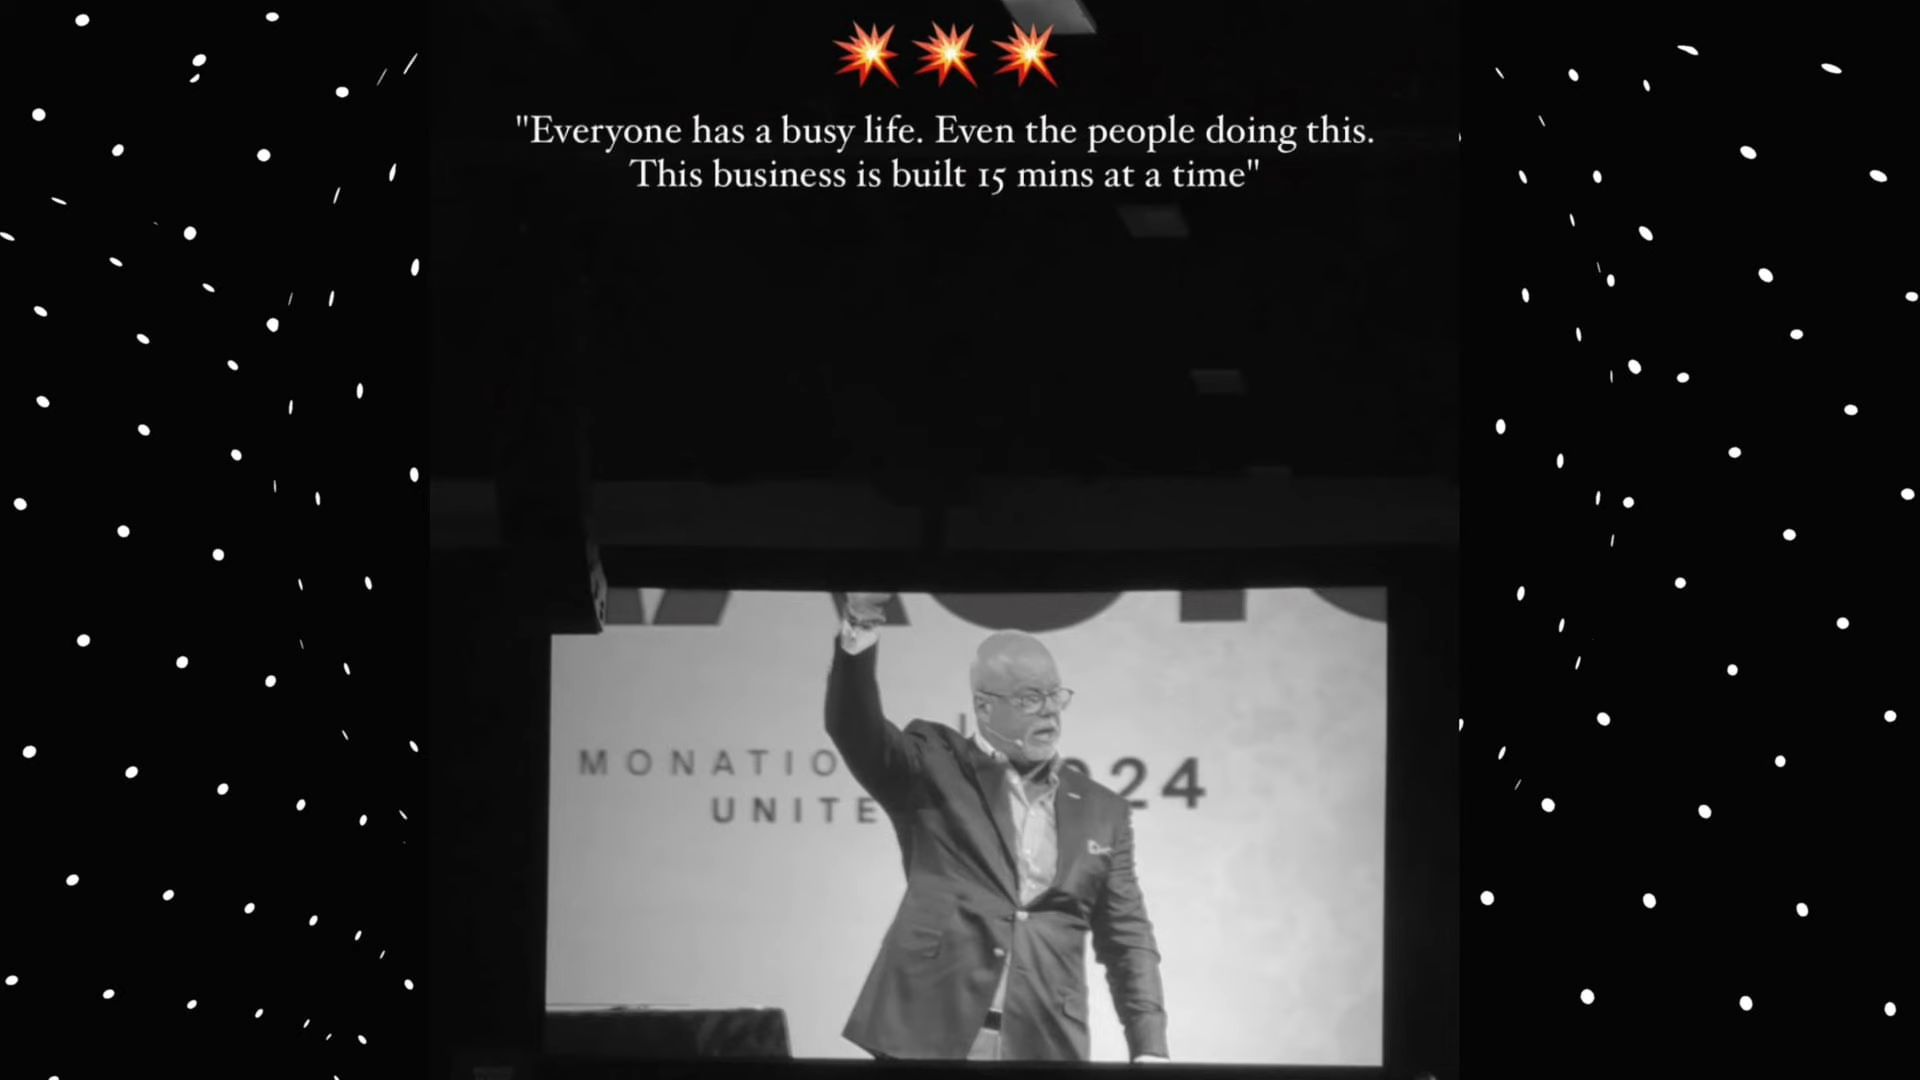 "Everyone has a busy life. Even the people doing this.
This business is built 15 mins at a time"
MONATIO
UNITE
24